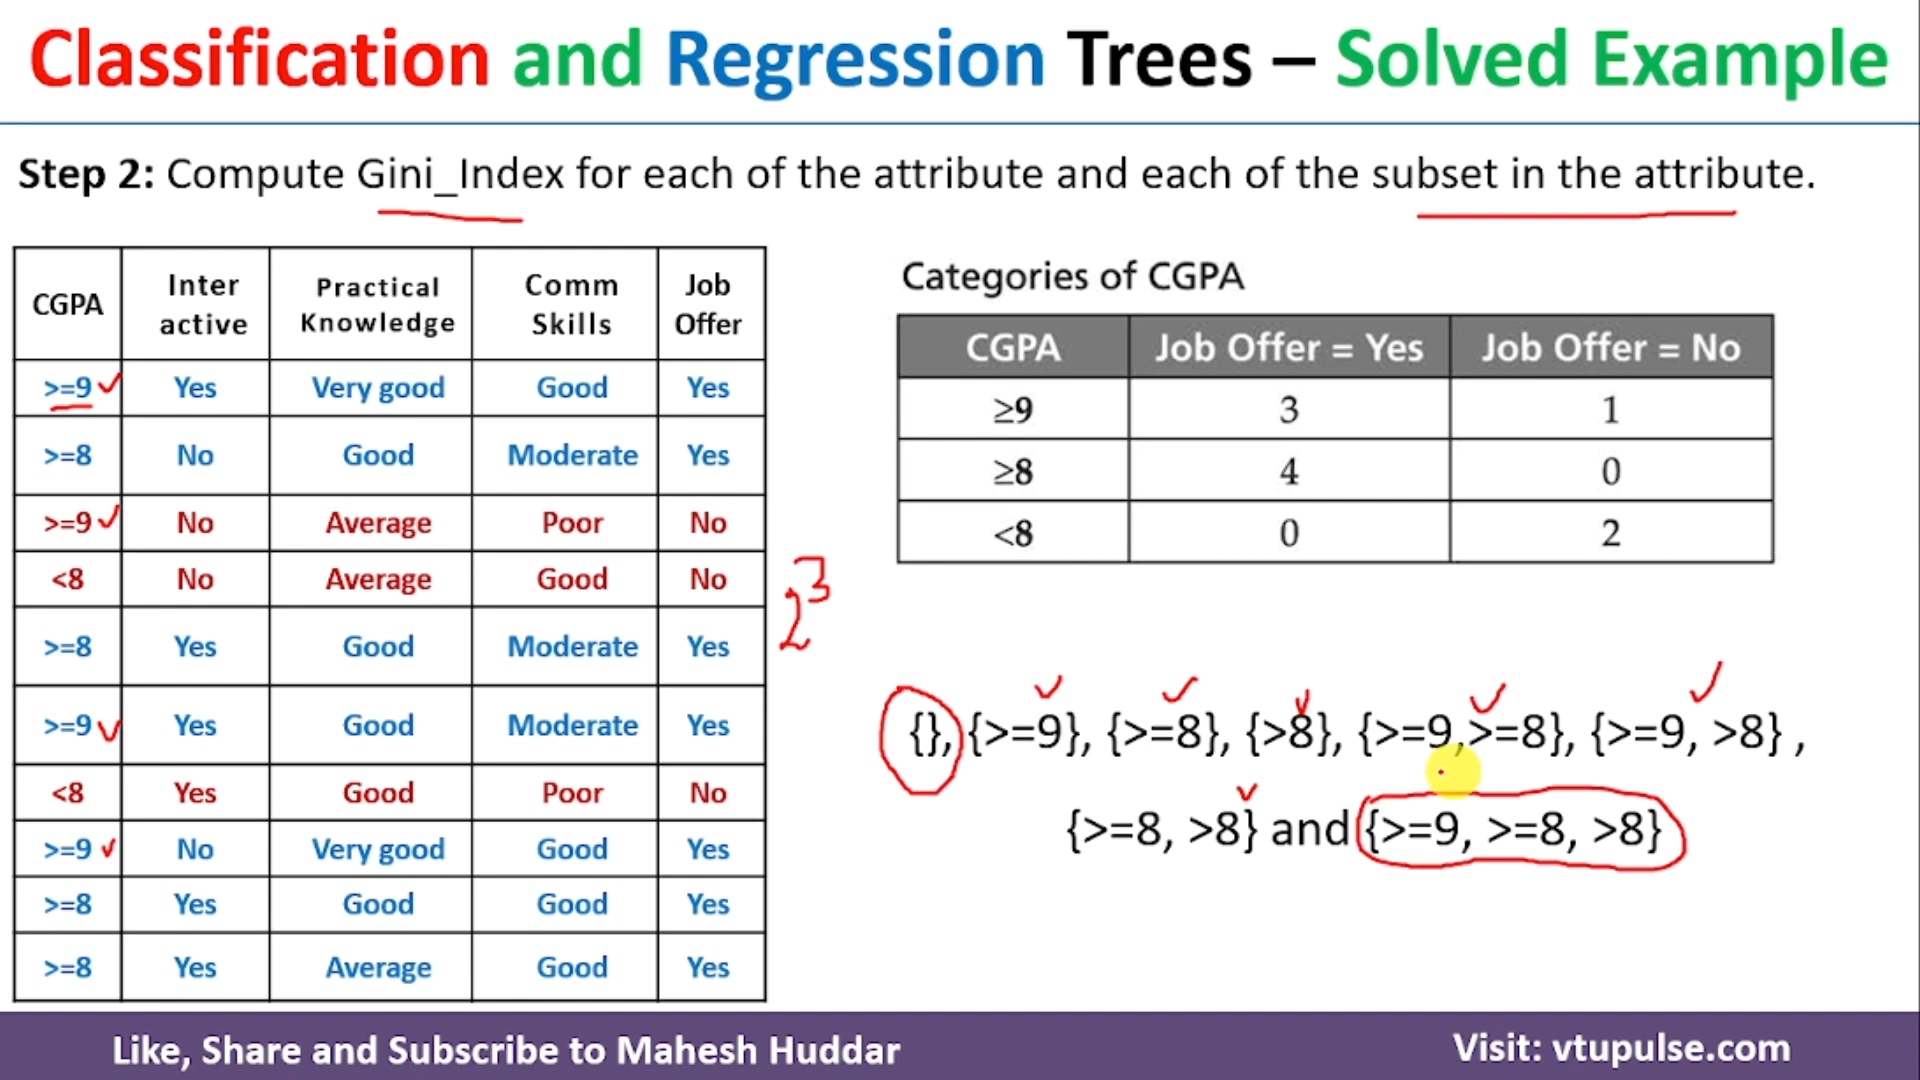 Classification and Regression Trees – Solved Example
Step 2: Compute Gini_Index for each of the attribute and each of the subset in the attribute.
CGPA Inter active Practical Knowledge Comm Skills Job Offer
>=9 Yes Very good Good Yes
>=8 No Good Moderate Yes
>=9 No Average Poor No
<8 No Average Good No
>=8 Yes Good Moderate Yes
>=9 Yes Good Moderate Yes
<8 Yes Good Poor No
>=9 No Very good Good Yes
>=8 Yes Good Good Yes
>=8 Yes Average Good Yes
2^3
Categories of CGPA
CGPA Job Offer = Yes Job Offer = No
≥9 3 1
≥8 4 0
<8 0 2
{}, {>=9}, {>=8}, {>8}, {>=9,>=8}, {>=9, >8} ,
{>=8, >8} and {>=9, >=8, >8}
Like, Share and Subscribe to Mahesh Huddar
Visit: vtupulse.com